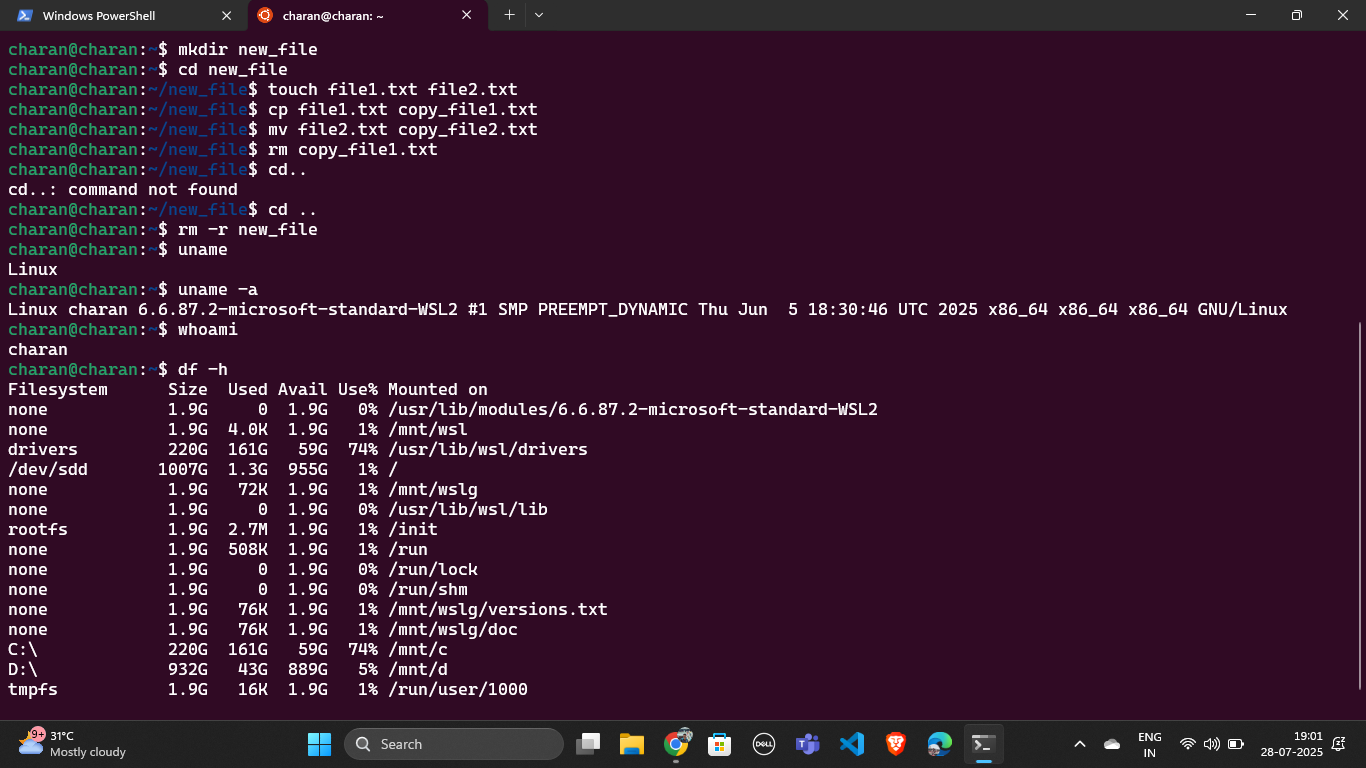 Windows PowerShell
charan@charan: ~
charan@charan:~$ mkdir new_file
charan@charan:~$ cd new_file
charan@charan:~/new_file$ touch file1.txt file2.txt
charan@charan:~/new_file$ cp file1.txt copy_file1.txt
charan@charan:~/new_file$ mv file2.txt copy_file2.txt
charan@charan:~/new_file$ rm copy_file1.txt
charan@charan:~/new_file$ cd..
cd..: command not found
charan@charan:~/new_file$ cd ..
charan@charan:~$ rm -r new_file
charan@charan:~$ uname
Linux
charan@charan:~$ uname -a
Linux charan 6.6.87.2-microsoft-standard-WSL2 #1 SMP PREEMPT_DYNAMIC Thu Jun  5 18:30:46 UTC 2025 x86_64 x86_64 x86_64 GNU/Linux
charan@charan:~$ whoami
charan
charan@charan:~$ df -h
Filesystem      Size  Used Avail Use% Mounted on
none            1.9G     0  1.9G   0% /usr/lib/modules/6.6.87.2-microsoft-standard-WSL2
none            1.9G  4.0K  1.9G   1% /mnt/wsl
drivers         220G  161G   59G  74% /usr/lib/wsl/drivers
/dev/sdd       1007G  1.3G  955G   1% /
none            1.9G   72K  1.9G   1% /mnt/wslg
none            1.9G     0  1.9G   0% /usr/lib/wsl/lib
rootfs          1.9G  2.7M  1.9G   1% /init
none            1.9G  508K  1.9G   1% /run
none            1.9G     0  1.9G   0% /run/lock
none            1.9G     0  1.9G   0% /run/shm
none            1.9G   76K  1.9G   1% /mnt/wslg/versions.txt
none            1.9G   76K  1.9G   1% /mnt/wslg/doc
C:\             220G  161G   59G  74% /mnt/c
D:\             932G   43G  889G   5% /mnt/d
tmpfs           1.9G   16K  1.9G   1% /run/user/1000
9+
31°C
Mostly cloudy
Search
DELL
ENG
IN
19:01
28-07-2025